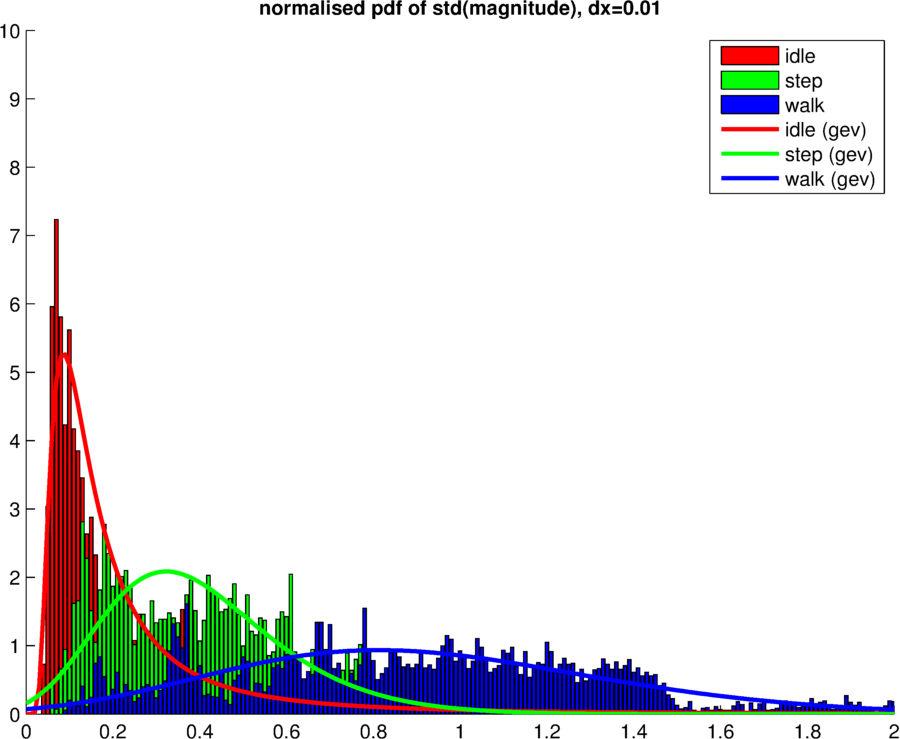 normalised pdf of std(magnitude), dx=0.01
10
9
8
7
6
5
4
3
2
1
0
idle
step
walk
idle (gev)
step (gev)
walk (gev)
0 0.2 0.4 0.6 0.8 1 1.2 1.4 1.6 1.8 2